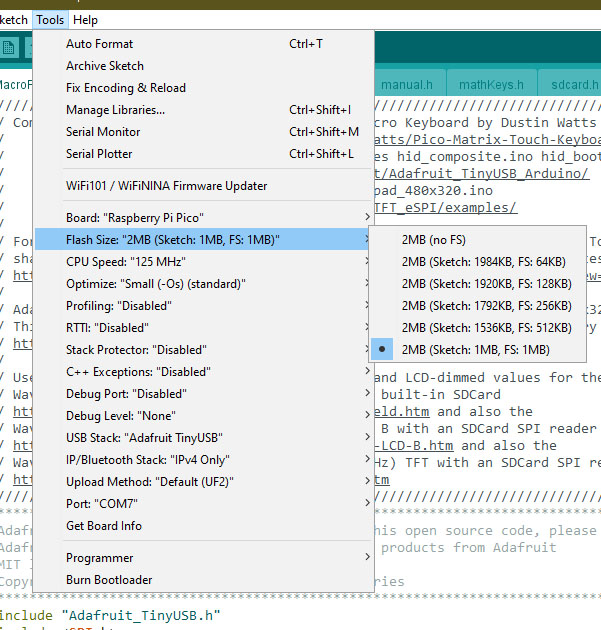 ketch Tools Help
Auto Format Ctrl+T
Archive Sketch
Fix Encoding & Reload
Manage Libraries... Ctrl+Shift+I
Serial Monitor Ctrl+Shift+M
Serial Plotter Ctrl+Shift+L
WiFi101 / WiFiNINA Firmware Updater
Board: "Raspberry Pi Pico"
Flash Size: "2MB (Sketch: 1MB, FS: 1MB)"
CPU Speed: "125 MHz"
Optimize: "Small (-Os) (standard)"
Profiling: "Disabled"
RTTI: "Disabled"
Stack Protector: "Disabled"
C++ Exceptions: "Disabled"
Debug Port: "Disabled"
Debug Level: "None"
USB Stack: "Adafruit TinyUSB"
IP/Bluetooth Stack: "IPv4 Only"
Upload Method: "Default (UF2)"
Port: "COM7"
Get Board Info
Programmer
Burn Bootloader
2MB (no FS)
2MB (Sketch: 1984KB, FS: 64KB)
2MB (Sketch: 1920KB, FS: 128KB)
2MB (Sketch: 1792KB, FS: 256KB)
2MB (Sketch: 1536KB, FS: 512KB)
2MB (Sketch: 1MB, FS: 1MB)
manual.h mathKeys.h sdcard.h
cro Keyboard by Dustin Watts
atts/Pico-Matrix-Touch-Keyboa
es hid_composite.ino hid_boot
t/Adafruit_TinyUSB_Arduino/
pad_480x320.ino
TFT_eSPI/examples/
and LCD-dimmed values for the
built-in SDCard
eld.htm and also the
B with an SDCard SPI reader
-LCD-B.htm and also the
Hz) TFT with an SDCard SPI re
tm
his open source code, please
products from Adafruit
ries
include "Adafruit_TinyUSB.h"